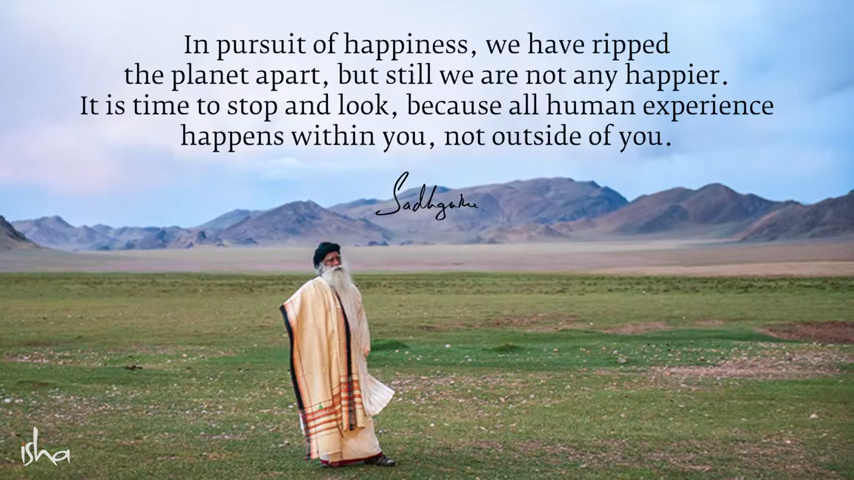 In pursuit of happiness, we have ripped
the planet apart, but still we are not any happier.
It is time to stop and look, because all human experience
happens within you, not outside of you.
Sadhguru
isha